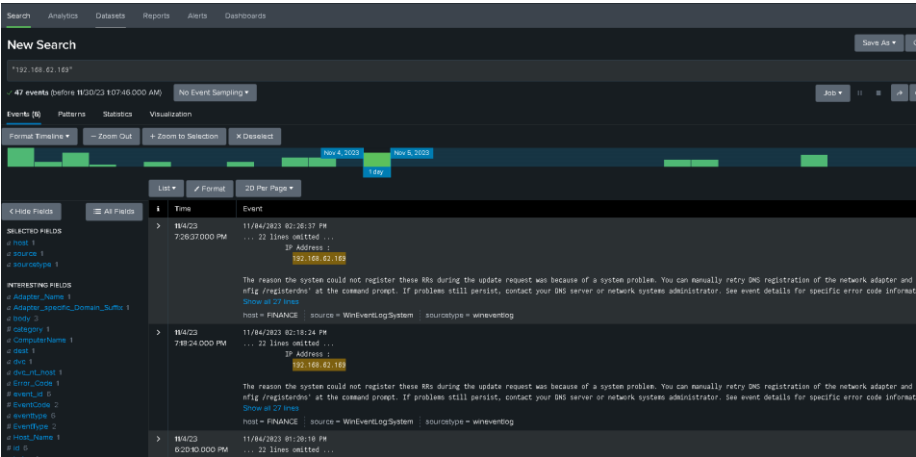 Search Analytics Datasets Reports Alerts Dashboards
New Search
Save As ▾
"192.168.62.169"
✓ 47 events (before 11/30/23 1:07:46.000 AM) No Event Sampling ▾
Job ▾
Events (6) Patterns Statistics Visualization
Format Timeline ▾ – Zoom Out + Zoom to Selection × Deselect
Nov 4, 2023 Nov 5, 2023
1 day
List ▾ Format 20 Per Page ▾
< Hide Fields All Fields
i Time Event
SELECTED FIELDS
a host 1
a source 1
a sourcetype 1
INTERESTING FIELDS
a Adapter_Name 1
a Adapter_specific_Domain_Suffix 1
a body 3
# category 1
a ComputerName 1
a dest 1
a dvc 1
a dvc_nt_host 1
a Error_Code 1
# event_id 6
# EventCode 2
a eventtype 6
# EventType 2
a Host_Name 1
# id 6
> 11/4/23 11/04/2023 02:26:37 PM
7:26:37.000 PM ... 22 lines omitted ...
IP Address :
192.168.62.169
The reason the system could not register these RRs during the update request was because of a system problem. You can manually retry DNS registration of the network adapter and
nfig /registerdns' at the command prompt. If problems still persist, contact your DNS server or network systems administrator. See event details for specific error code informat
Show all 27 lines
host = FINANCE source = WinEventLog:System sourcetype = wineventlog
> 11/4/23 11/04/2023 02:18:24 PM
7:18:24.000 PM ... 22 lines omitted ...
IP Address :
192.168.62.169
The reason the system could not register these RRs during the update request was because of a system problem. You can manually retry DNS registration of the network adapter and
nfig /registerdns' at the command prompt. If problems still persist, contact your DNS server or network systems administrator. See event details for specific error code informat
Show all 27 lines
host = FINANCE source = WinEventLog:System sourcetype = wineventlog
> 11/4/23 11/04/2023 01:20:10 PM
6:20:10.000 PM ... 22 lines omitted ...